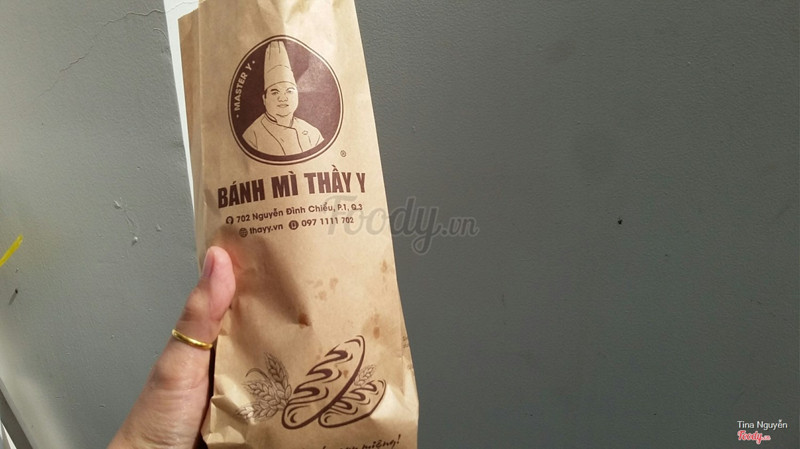 • MASTER Y •
®
BÁNH MÌ THẦY Y
702 Nguyễn Đình Chiểu, P.1, Q.3
thayy.vn 097 1111 702
Foody.vn
miệng!
Tina Nguyễn
Foody.vn